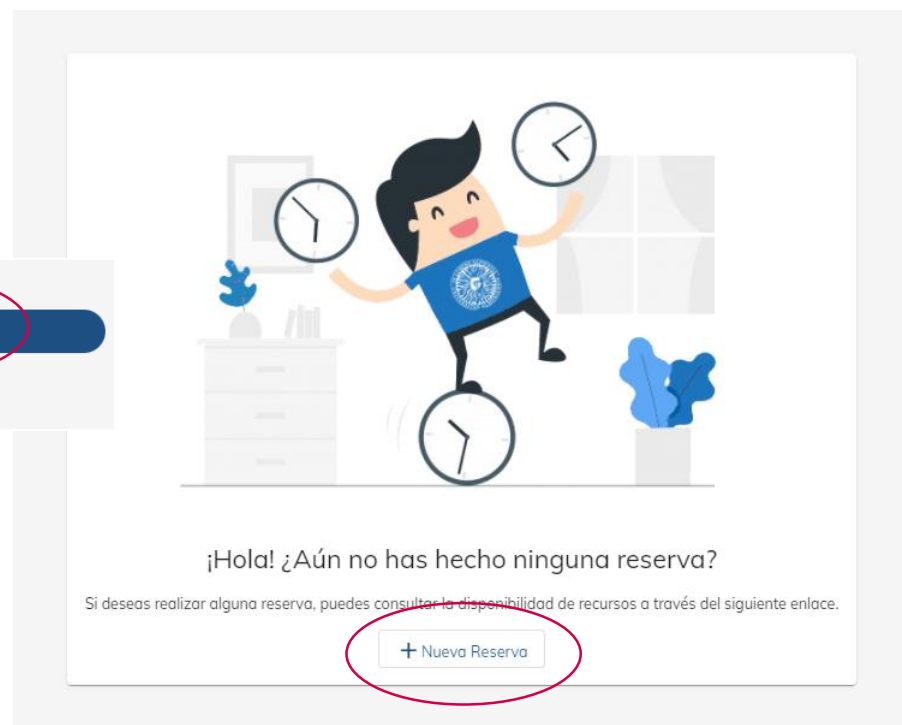 ¡Hola! ¿Aún no has hecho ninguna reserva?
Si deseas realizar alguna reserva, puedes consultar la disponibilidad de recursos a través del siguiente enlace.
+ Nueva Reserva